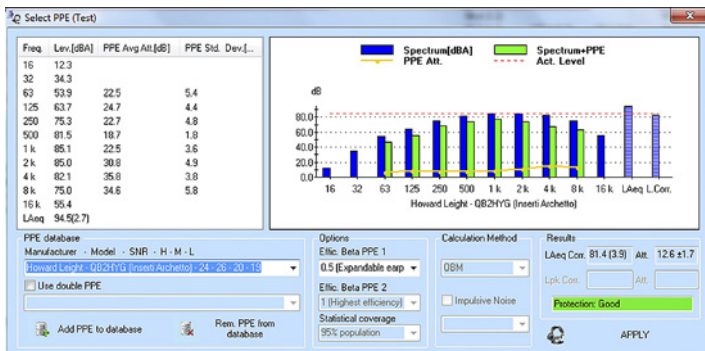 Select PPE (Test)
Freq. Lev.[dBA] PPE Avg Att.[dB] PPE Std. Dev.[...
16 12.3
32 34.3
63 53.9 22.5 5.4
125 63.7 24.7 4.4
250 75.3 22.7 4.8
500 81.5 18.7 1.8
1 k 85.1 22.5 3.6
2 k 85.0 30.8 4.9
4 k 82.1 35.8 3.8
8 k 75.0 34.6 5.8
16 k 55.4
LAeq 94.5(2.7)
Spectrum[dBA] Spectrum+PPE
PPE Att. Act. Level
dB
80.0
60.0
40.0
20.0
0.0
16 32 63 125 250 500 1 k 2 k 4 k 8 k 16 k LAeq L.Corr.
Howard Leight - QB2HYG (Inserti Archetto)
PPE database
Manufacturer - Model - SNR - H - M - L
Howard Leight - QB2HYG (Inserti Archetto) - 24 - 26 - 20 - 19
Use double PPE
Add PPE to database
Rem. PPE from
database
Options
Effic. Beta PPE 1
0.5 (Expandable earp
Effic. Beta PPE 2
1 (Highest efficiency)
Statistical coverage
95% population
Calculation Method
OBM
Impulsive Noise
Results
LAeq Corr. 81.4 (3.9) Att. 12.6 ±1.7
Lpk Corr. Att.
Protection: Good
APPLY